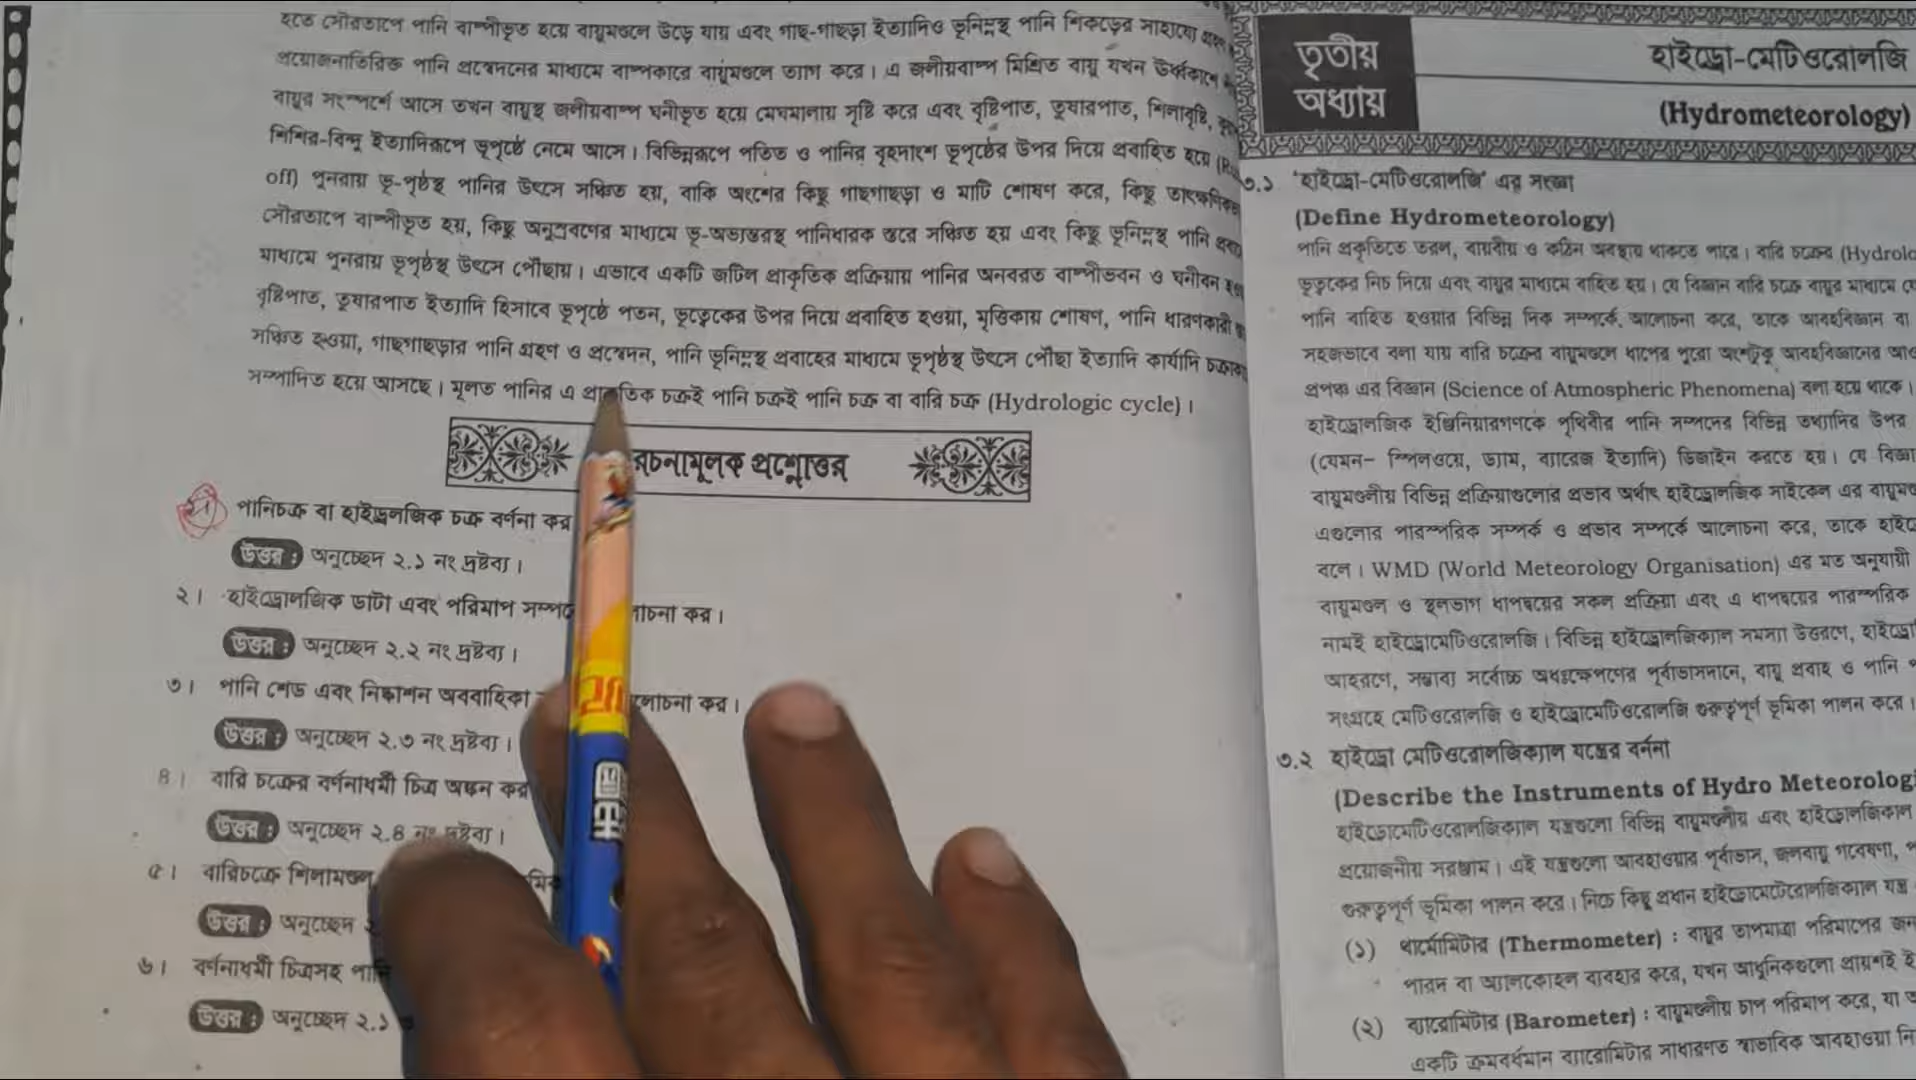 হতে সৌরতাপে পানি বাষ্পীভূত হয়ে বায়ুমণ্ডলে উড়ে যায় এবং গাছ-গাছড়া ইত্যাদিও ভূনিম্নস্থ পানি শিকড়ের সাহায্যে গ্রহণ
প্রয়োজনাতিরিক্ত পানি প্রস্বেদনের মাধ্যমে বাষ্পাকারে বায়ুমণ্ডলে ত্যাগ করে। এ জলীয়বাষ্প মিশ্রিত বায়ু যখন ঊর্ধ্বাকাশে
বায়ুর সংস্পর্শে আসে তখন বায়ুস্থ জলীয়বাষ্প ঘনীভূত হয়ে মেঘমালায় সৃষ্টি করে এবং বৃষ্টিপাত, তুষারপাত, শিলাবৃষ্টি,
শিশির-বিন্দু ইত্যাদিরূপে ভূপৃষ্ঠে নেমে আসে। বিভিন্নরূপে পতিত ও পানির বৃহদাংশ ভূপৃষ্ঠের উপর দিয়ে প্রবাহিত হয়ে
off) পুনরায় ভূ-পৃষ্ঠস্থ পানির উৎসে সঞ্চিত হয়, বাকি অংশের কিছু গাছগাছড়া ও মাটি শোষণ করে, কিছু তাৎক্ষণিক
সৌরতাপে বাষ্পীভূত হয়, কিছু অনুস্রবণের মাধ্যমে ভূ-অভ্যন্তরস্থ পানিধারক স্তরে সঞ্চিত হয় এবং কিছু ভূনিম্নস্থ পানি
মাধ্যমে পুনরায় ভূপৃষ্ঠস্থ উৎসে পৌঁছায়। এভাবে একটি জটিল প্রাকৃতিক প্রক্রিয়ায় পানির অনবরত বাষ্পীভবন ও ঘনীবন
বৃষ্টিপাত, তুষারপাত ইত্যাদি হিসাবে ভূপৃষ্ঠে পতন, ভূত্বকের উপর দিয়ে প্রবাহিত হওয়া, মৃত্তিকায় শোষণ, পানি ধারণকারী
সঞ্চিত হওয়া, গাছগাছড়ার পানি গ্রহণ ও প্রস্বেদন, পানি ভূনিম্নস্থ প্রবাহের মাধ্যমে ভূপৃষ্ঠস্থ উৎসে পৌঁছা ইত্যাদি কার্যাদি
সম্পাদিত হয়ে আসছে। মূলত পানির এ প্রাকৃতিক চক্রই পানি চক্রই পানি চক্র বা বারি চক্র (Hydrologic cycle)।
রচনামূলক প্রশ্নোত্তর
১। পানিচক্র বা হাইড্রলজিক চক্র বর্ণনা কর
উত্তর : অনুচ্ছেদ ২.১ নং দ্রষ্টব্য।
২। হাইড্রোলজিক ডাটা এবং পরিমাপ কর।
উত্তর : অনুচ্ছেদ ২.২ নং দ্রষ্টব্য।
৩। পানি শেড এবং নিষ্কাশন অববাহিকা কর।
উত্তর : অনুচ্ছেদ ২.৩ নং দ্রষ্টব্য।
৪। বারি চক্রের বর্ণনাধর্মী চিত্র অঙ্কন কর
উত্তর : অনুচ্ছেদ ২.৪ নং দ্রষ্টব্য।
৫। বারিচক্রে শিলামণ্ডল
উত্তর : অনুচ্ছেদ
৬। বর্ণনাধর্মী চিত্রসহ
উত্তর : অনুচ্ছেদ ২.১
তৃতীয়
অধ্যায়
হাইড্রো-মেটিওরোলজি
(Hydrometeorology)
৩.১ 'হাইড্রো-মেটিওরোলজি' এর সংজ্ঞা
(Define Hydrometeorology)
পানি প্রকৃতিতে তরল, বায়বীয় ও কঠিন অবস্থায় থাকতে পারে। বারি চক্রের
ভূত্বকের নিচ দিয়ে এবং বায়ুর মাধ্যমে বাহিত হয়। যে বিজ্ঞান বারি চক্রে বায়ুর মাধ্যমে
পানি বাহিত হওয়ার বিভিন্ন দিক সম্পর্কে আলোচনা করে, তাকে আবহবিজ্ঞান বা
সহজভাবে বলা যায় বারি চক্রের বায়ুমণ্ডলে ধাপের পুরো অংশটুকু আবহবিজ্ঞানের
প্রপঞ্চ এর বিজ্ঞান (Science of Atmospheric Phenomena) বলা হয়ে থাকে।
হাইড্রোলজিক ইঞ্জিনিয়ারগণকে পৃথিবীর পানি সম্পদের বিভিন্ন তথ্যাদির উপর
(যেমন- স্পিলওয়ে, ড্যাম, ব্যারেজ ইত্যাদি) ডিজাইন করতে হয়। যে
বায়ুমণ্ডলীয় বিভিন্ন প্রক্রিয়াগুলোর প্রভাব অর্থাৎ হাইড্রোলজিক সাইকেল এর
এগুলোর পারস্পরিক সম্পর্ক ও প্রভাব সম্পর্কে আলোচনা করে, তাকে
বলে। WMD (World Meteorology Organisation) এর মত অনুযায়ী
বায়ুমণ্ডল ও স্থলভাগ ধাপদ্বয়ের সকল প্রক্রিয়া এবং এ ধাপদ্বয়ের পারস্পরিক
নামই হাইড্রোমেটিওরোলজি। বিভিন্ন হাইড্রোলজিক্যাল সমস্যা উত্তরণে,
আহরণে, সম্ভাব্য সর্বোচ্চ অধঃক্ষেপণের পূর্বাভাসদানে, বায়ু প্রবাহ ও পানি
সংগ্রহে মেটিওরোলজি ও হাইড্রোমেটিওরোলজি গুরুত্বপূর্ণ ভূমিকা পালন করে।
৩.২ হাইড্রো মেটিওরোলজিক্যাল যন্ত্রের বর্ণনা
(Describe the Instruments of Hydro
হাইড্রোমেটিওরোলজিক্যাল যন্ত্রগুলো বিভিন্ন বায়ুমণ্ডলীয় এবং হাইড্রোলজিকাল
প্রয়োজনীয় সরঞ্জাম। এই যন্ত্রগুলো আবহাওয়ার পূর্বাভাস, জলবায়ু গবেষণা,
গুরুত্বপূর্ণ ভূমিকা পালন করে। নিচে কিছু প্রধান হাইড্রোমেটেরোলজিক্যাল যন্ত্র
(১) থার্মোমিটার (Thermometer) : বায়ুর তাপমাত্রা পরিমাপের
পারদ বা অ্যালকোহল ব্যবহার করে, যখন আধুনিকগুলো প্রায়শই
(২) ব্যারোমিটার (Barometer) : বায়ুমণ্ডলীয় চাপ পরিমাপ করে, যা
একটি ক্রমবর্ধমান ব্যারোমিটার সাধারণত স্বাভাবিক আবহাওয়া